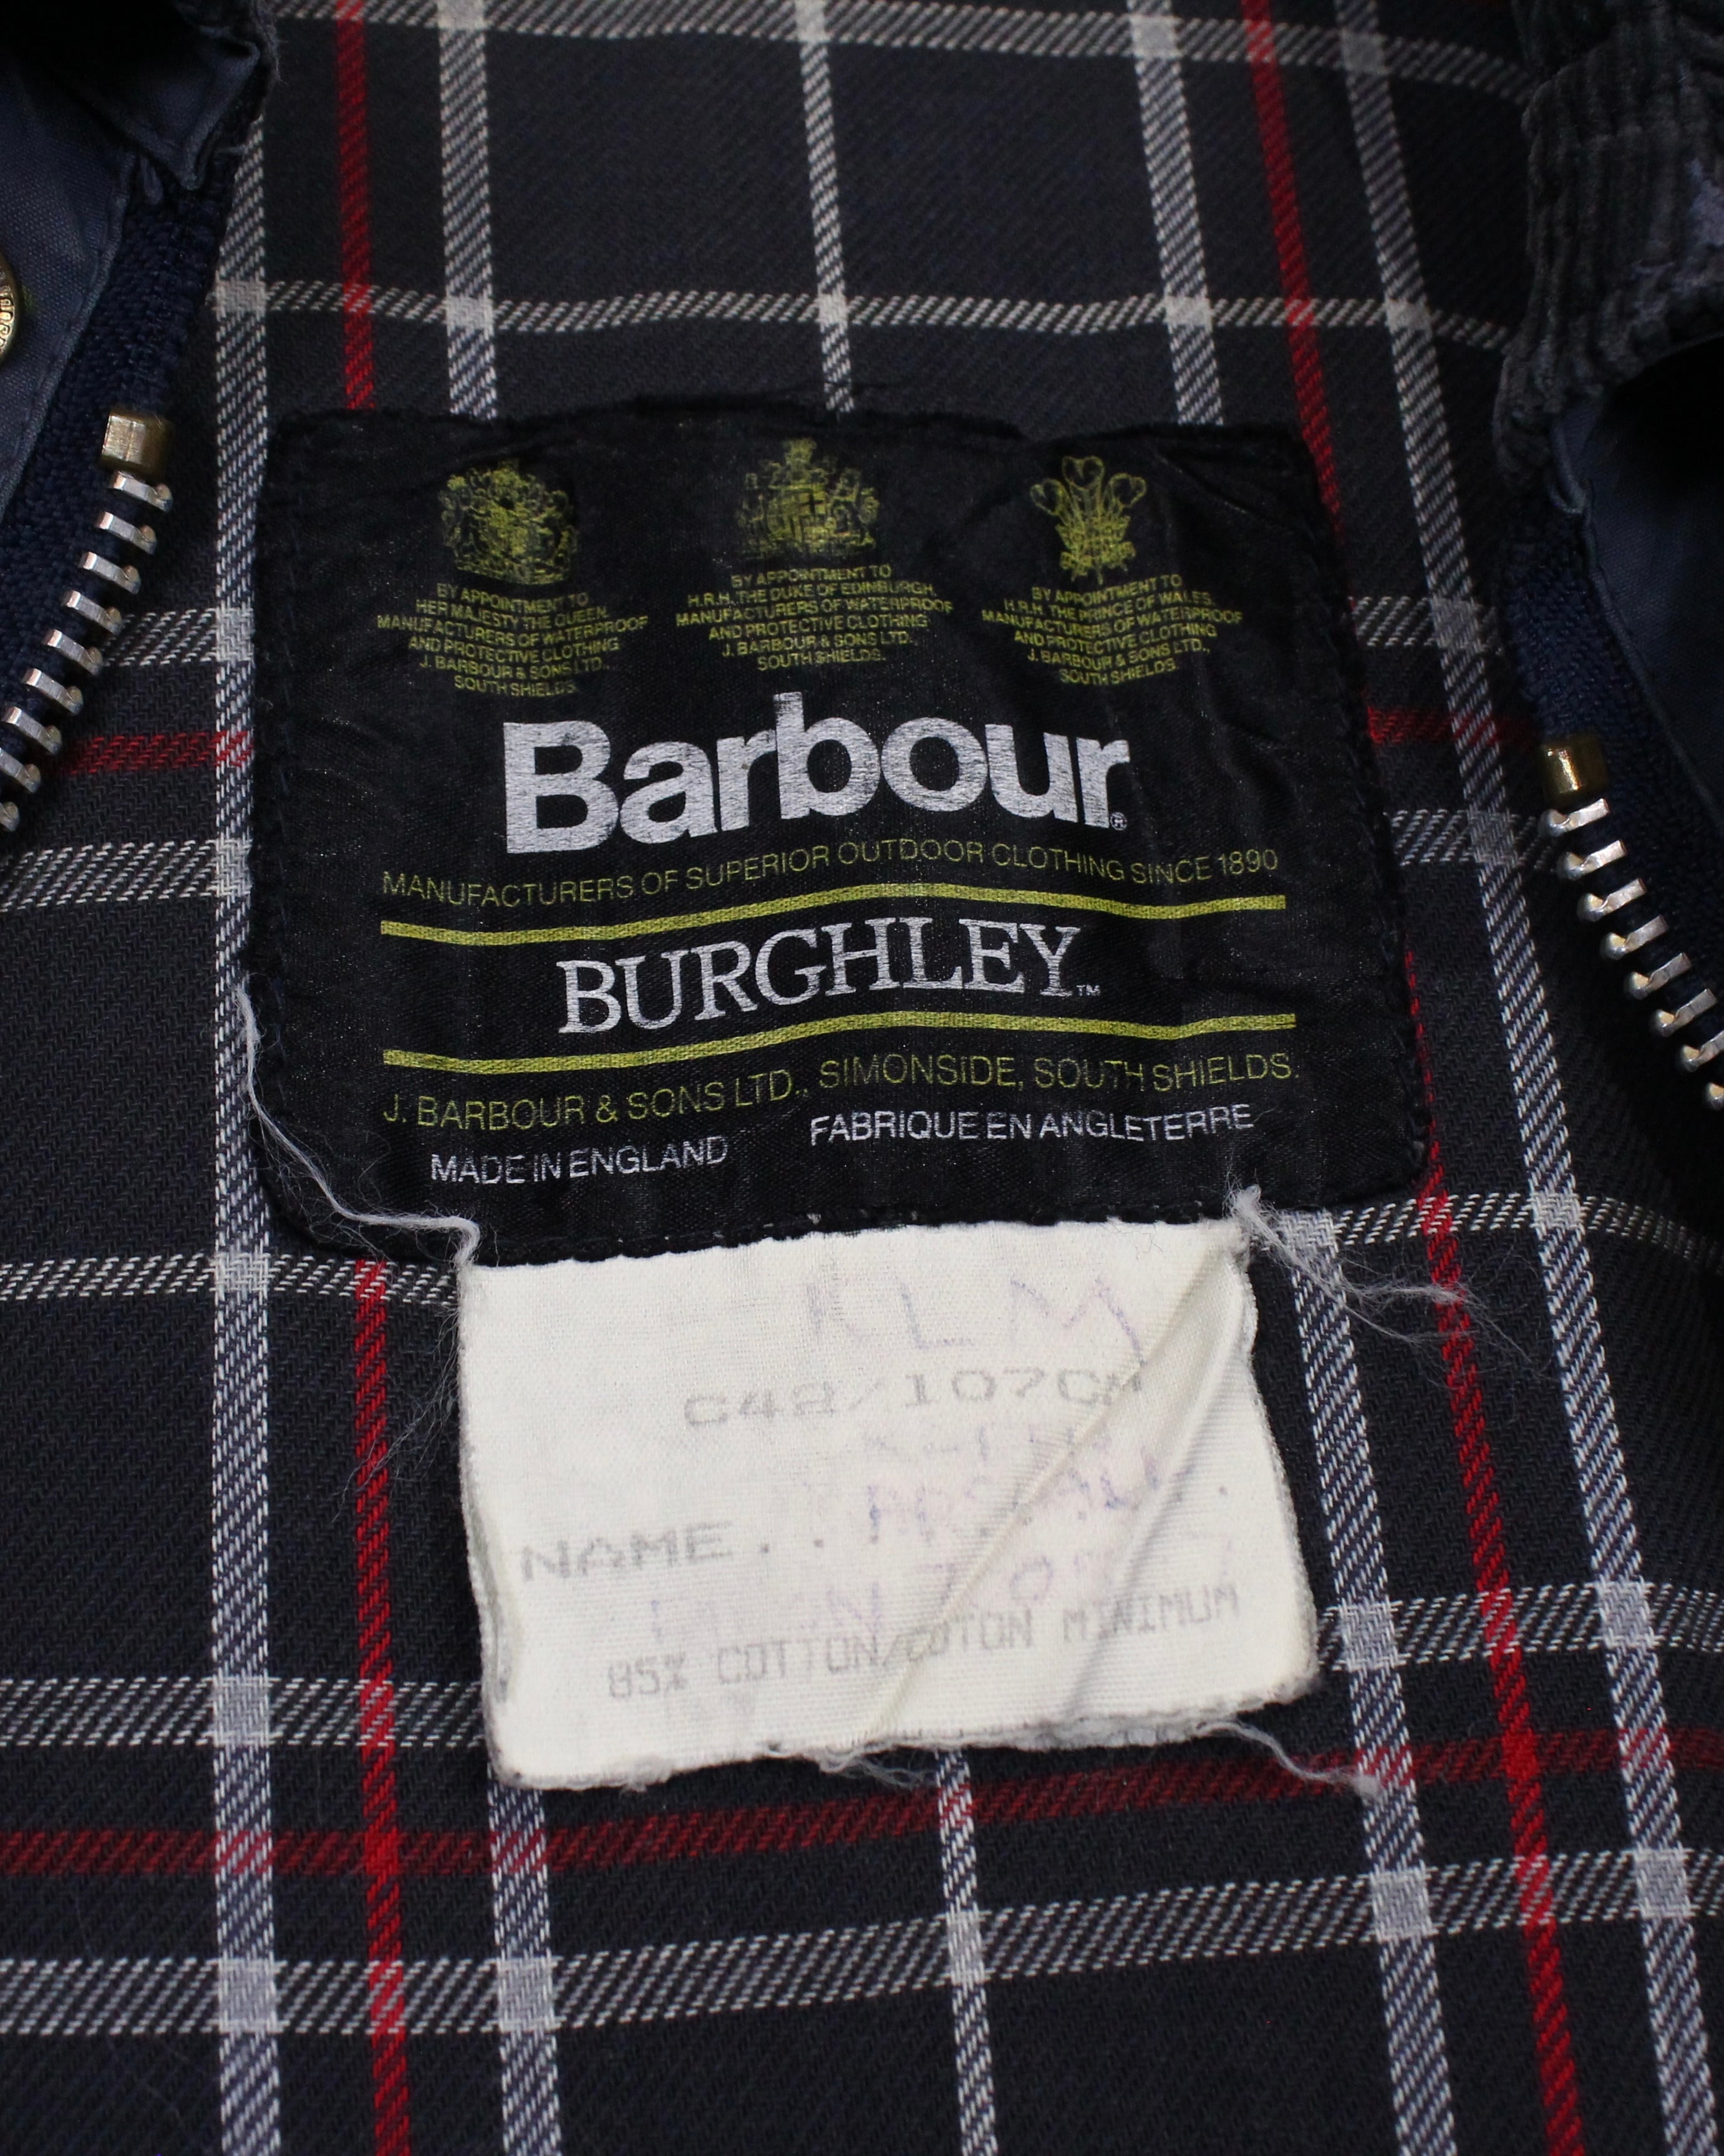 BY APPOINTMENT TO
HER MAJESTY THE QUEEN
MANUFACTURERS OF WATERPROOF
AND PROTECTIVE CLOTHING
J. BARBOUR & SONS LTD.,
SOUTH SHIELDS.
BY APPOINTMENT TO
H.R.H. THE DUKE OF EDINBURGH
MANUFACTURERS OF WATERPROOF
AND PROTECTIVE CLOTHING
J. BARBOUR & SONS LTD.
SOUTH SHIELDS.
BY APPOINTMENT TO
H.R.H. THE PRINCE OF WALES
MANUFACTURERS OF WATERPROOF
AND PROTECTIVE CLOTHING
J. BARBOUR & SONS LTD.,
SOUTH SHIELDS.
Barbour®
MANUFACTURERS OF SUPERIOR OUTDOOR CLOTHING SINCE 1890
BURGHLEY™
J. BARBOUR & SONS LTD., SIMONSIDE, SOUTH SHIELDS.
MADE IN ENGLAND FABRIQUE EN ANGLETERRE
KLM
C42/107CM
NAME..
85% COTTON/COTON MINIMUM